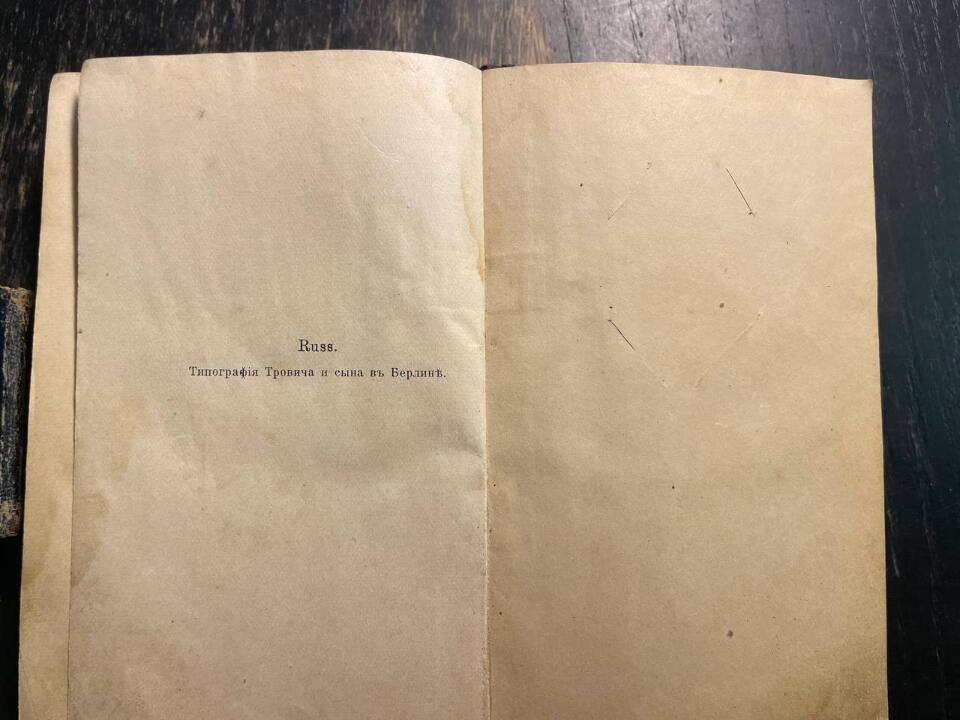 Russ.
Типографія Тровича и сына въ Берлинѣ.